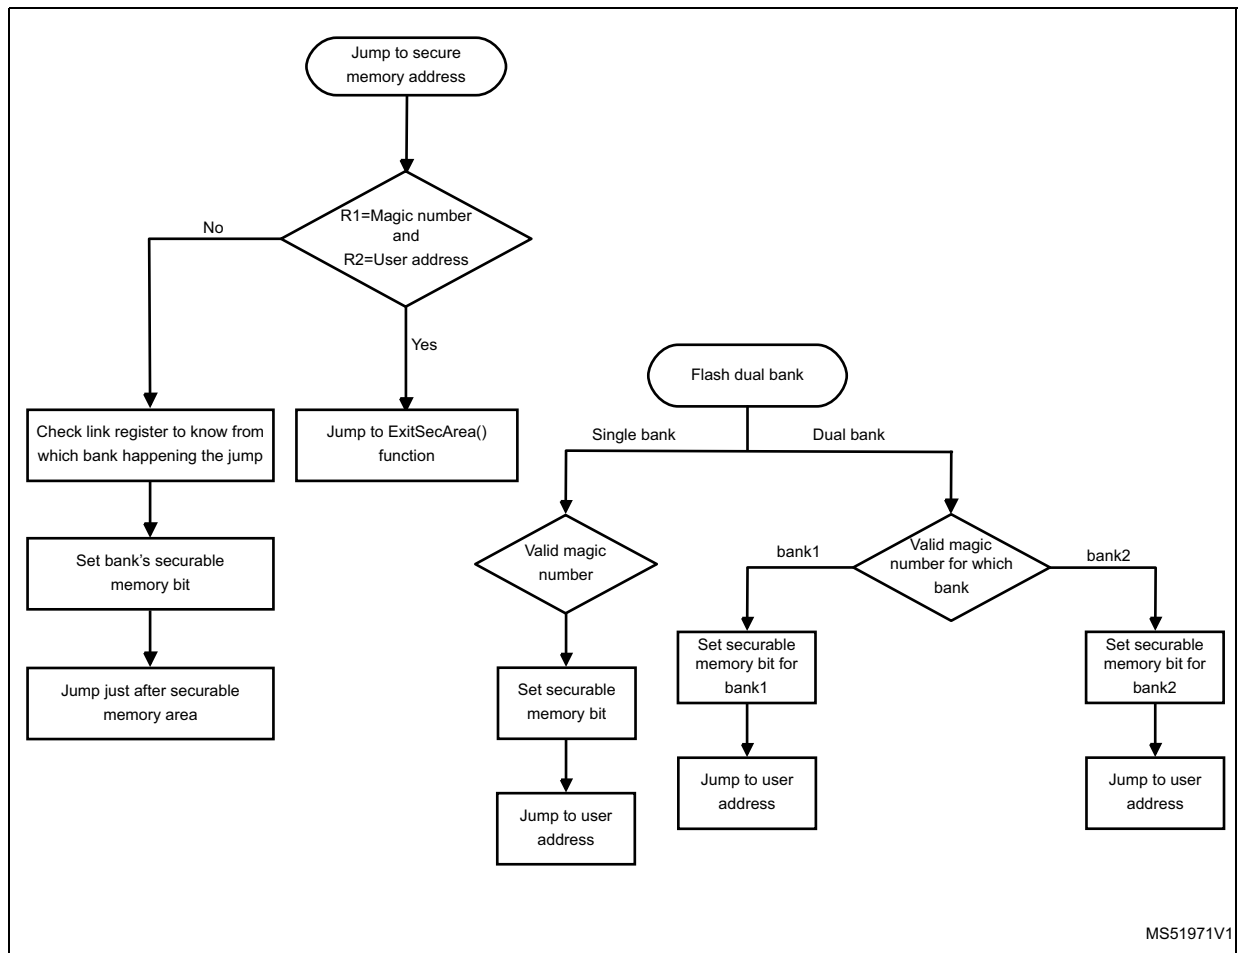 Jump to secure
memory address
R1=Magic number
and
R2=User address
No
Yes
Check link register to know from
which bank happening the jump
Jump to ExitSecArea()
function
Set bank's securable
memory bit
Jump just after securable
memory area
Flash dual bank
Single bank
Dual bank
Valid magic
number
bank1
Valid magic
number for which
bank
bank2
Set securable
memory bit
Jump to user
address
Set securable
memory bit for
bank1
Jump to user
address
Set securable
memory bit for
bank2
Jump to user
address
MS51971V1